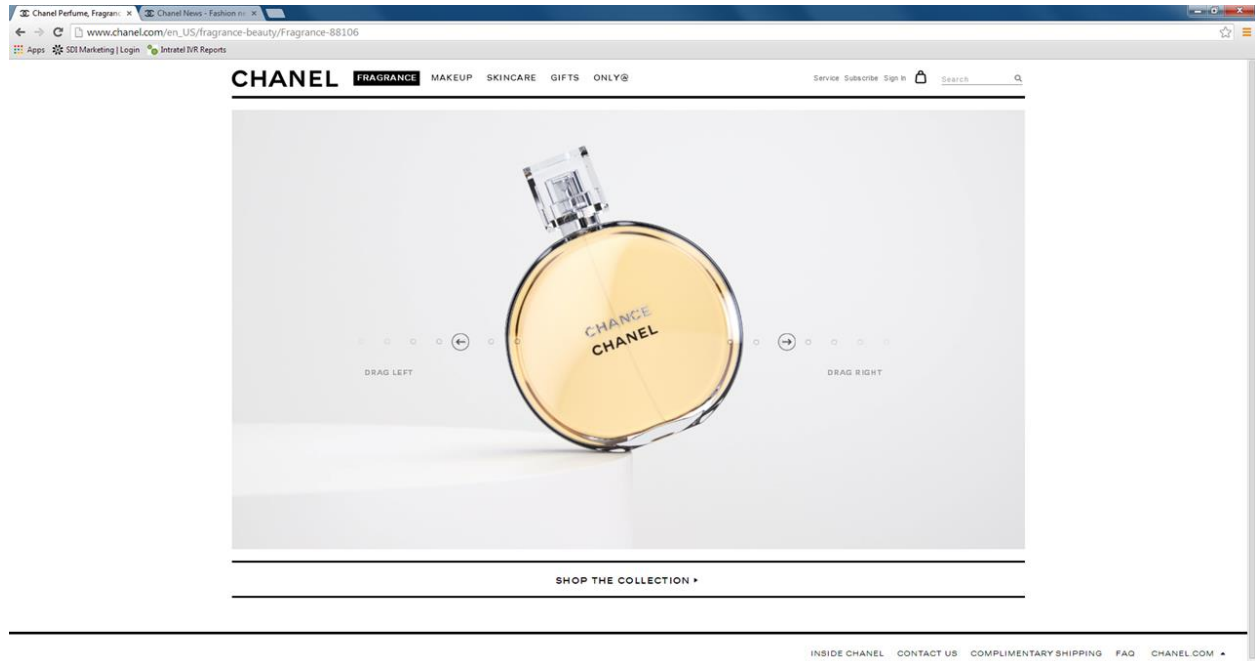 Chanel Perfume, Fragranc
Chanel News - Fashion ne
www.chanel.com/en_US/fragrance-beauty/Fragrance-88106
Apps SDI Marketing | Login Intratel IVR Reports
CHANEL FRAGRANCE MAKEUP SKINCARE GIFTS ONLY@ Service Subscribe Sign In Search
CHANCE
CHANEL
DRAG LEFT
DRAG RIGHT
SHOP THE COLLECTION
INSIDE CHANEL CONTACT US COMPLIMENTARY SHIPPING FAQ CHANEL.COM